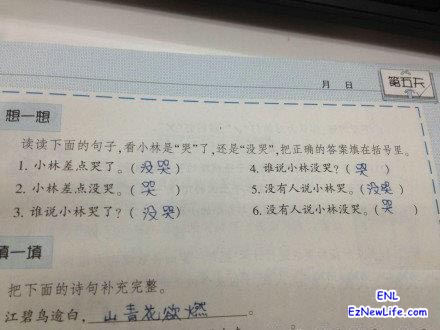 第五天
月 日
想一想
读读下面的句子,看小林是“哭”了,还是“没哭”,把正确的答案填在括号里。
1. 小林差点哭了。(没哭)
4. 谁说小林没哭?(哭)
2. 小林差点没哭。(哭)
5. 没有人说小林哭。(没哭)
3. 谁说小林哭了?(没哭)
6. 没有人说小林没哭。(哭)
填一填
把下面的诗句补充完整。
江碧鸟逾白, 山青花欲燃。
ENL
EzNewLife.com